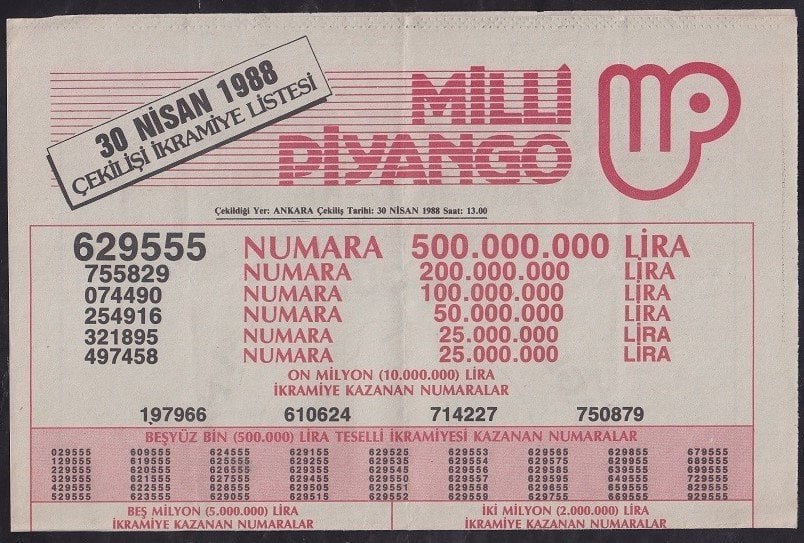 30 NİSAN 1988
ÇEKİLİŞİ İKRAMİYE LİSTESİ
MİLLİ
PİYANGO
Çekildiği Yer: ANKARA Çekiliş Tarihi: 30 NİSAN 1988 Saat: 13.00
629555 NUMARA 500.000.000 LİRA
755829 NUMARA 200.000.000 LİRA
074490 NUMARA 100.000.000 LİRA
254916 NUMARA 50.000.000 LİRA
321895 NUMARA 25.000.000 LİRA
497458 NUMARA 25.000.000 LİRA
ON MİLYON (10.000.000) LİRA
İKRAMİYE KAZANAN NUMARALAR
197966 610624 714227 750879
BEŞYÜZ BİN (500.000) LİRA TESELLİ İKRAMİYESİ KAZANAN NUMARALAR
029555 609555 624555 629155 629525 629553 629565 629855 679555
129555 619555 625555 629255 629535 629554 629575 629955 689555
229555 620555 626555 629355 629545 629556 629585 639555 699555
329555 621555 627555 629455 629550 629557 629595 649555 729555
429555 622555 628555 629505 629551 629558 629655 659555 829555
529555 623555 629055 629515 629552 629559 629755 669555 929555
BEŞ MİLYON (5.000.000) LİRA
İKRAMİYE KAZANAN NUMARALAR
İKİ MİLYON (2.000.000) LİRA
İKRAMİYE KAZANAN NUMARALAR